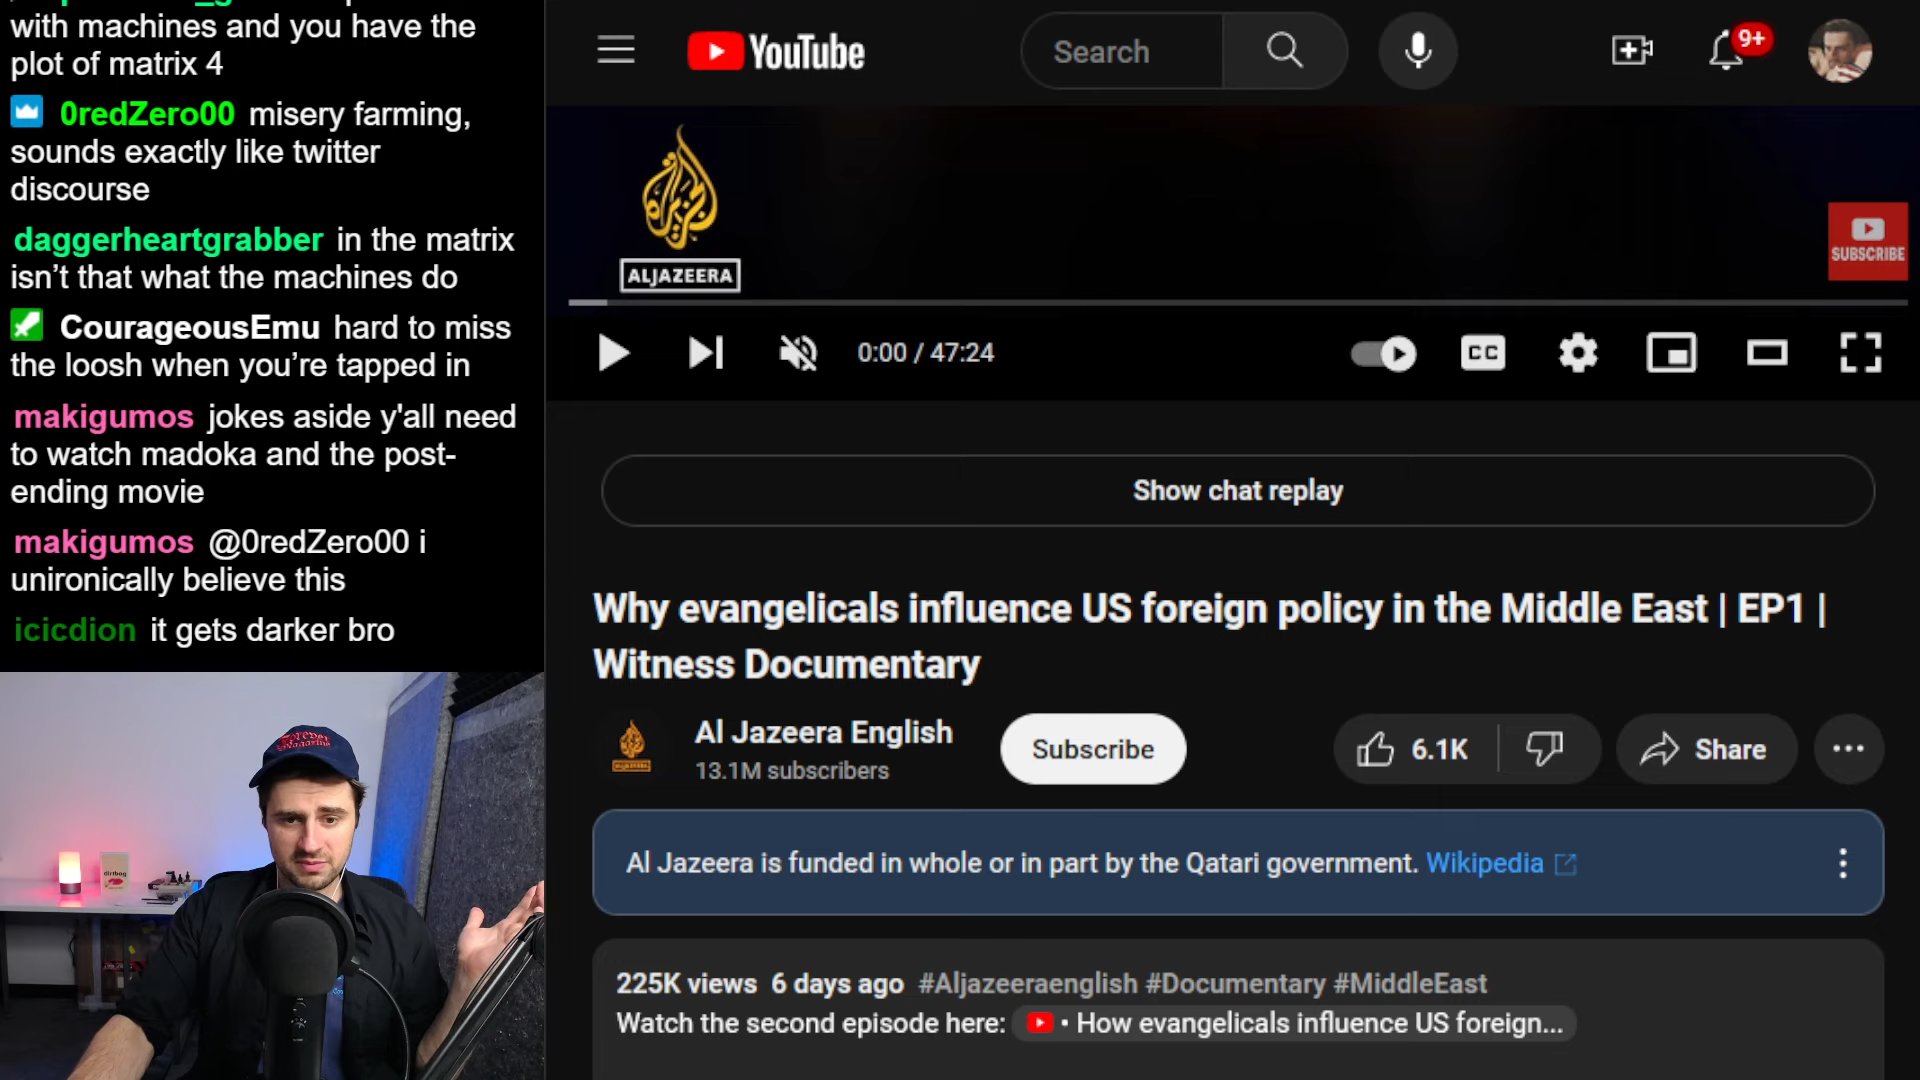 with machines and you have the
plot of matrix 4
0redZero00 misery farming,
sounds exactly like twitter
discourse
daggerheartgrabber in the matrix
isn’t that what the machines do
CourageousEmu hard to miss
the loosh when you’re tapped in
makigumos jokes aside y'all need
to watch madoka and the post-
ending movie
makigumos @0redZero00 i
unironically believe this
icicdion it gets darker bro
Forever
Magazine
dirtbag
YouTube
Search
9+
الجزيرة
ALJAZEERA
SUBSCRIBE
0:00 / 47:24
CC
Show chat replay
Why evangelicals influence US foreign policy in the Middle East | EP1 |
Witness Documentary
Al Jazeera English
13.1M subscribers
Subscribe
6.1K
Share
Al Jazeera is funded in whole or in part by the Qatari government. Wikipedia
225K views 6 days ago #Aljazeeraenglish #Documentary #MiddleEast
Watch the second episode here: • How evangelicals influence US foreign...